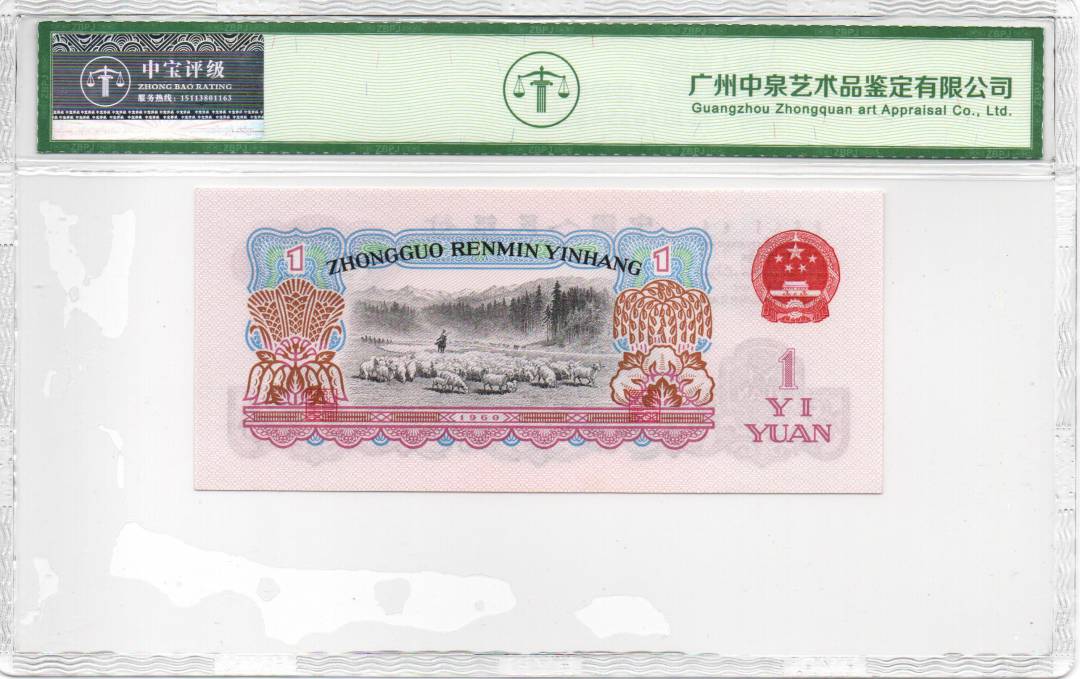 中宝评级
ZHONG BAO RATING
服务热线：15113801163
广州中泉艺术品鉴定有限公司
Guangzhou Zhongquan art Appraisal Co., Ltd.
ZHONGGUO RENMIN YINHANG
1
1
1960
1
YI
YUAN